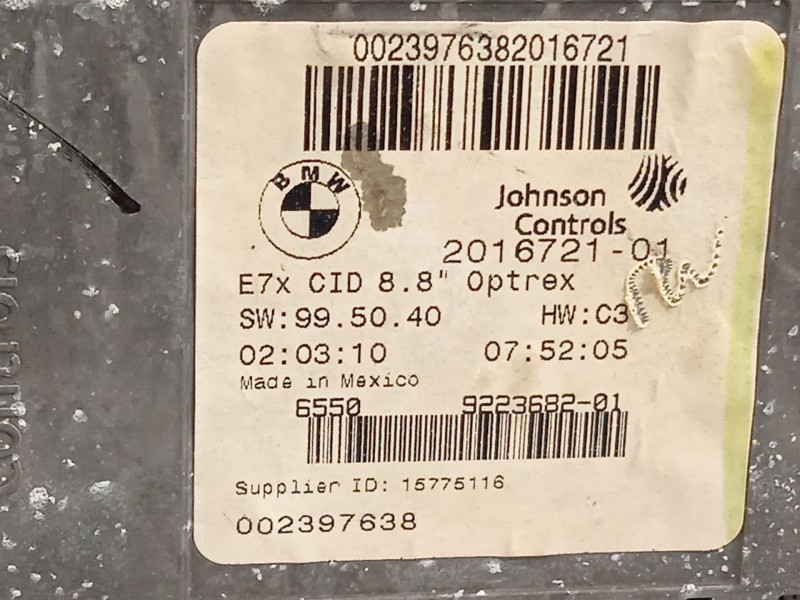 0023976382016721
BMW
Johnson
Controls
2016721-01
E7x CID 8.8" Optrex
SW:99.50.40 HW:C3
02:03:10 07:52:05
Made in Mexico
6550 9223682-01
Supplier ID: 15775116
002397638